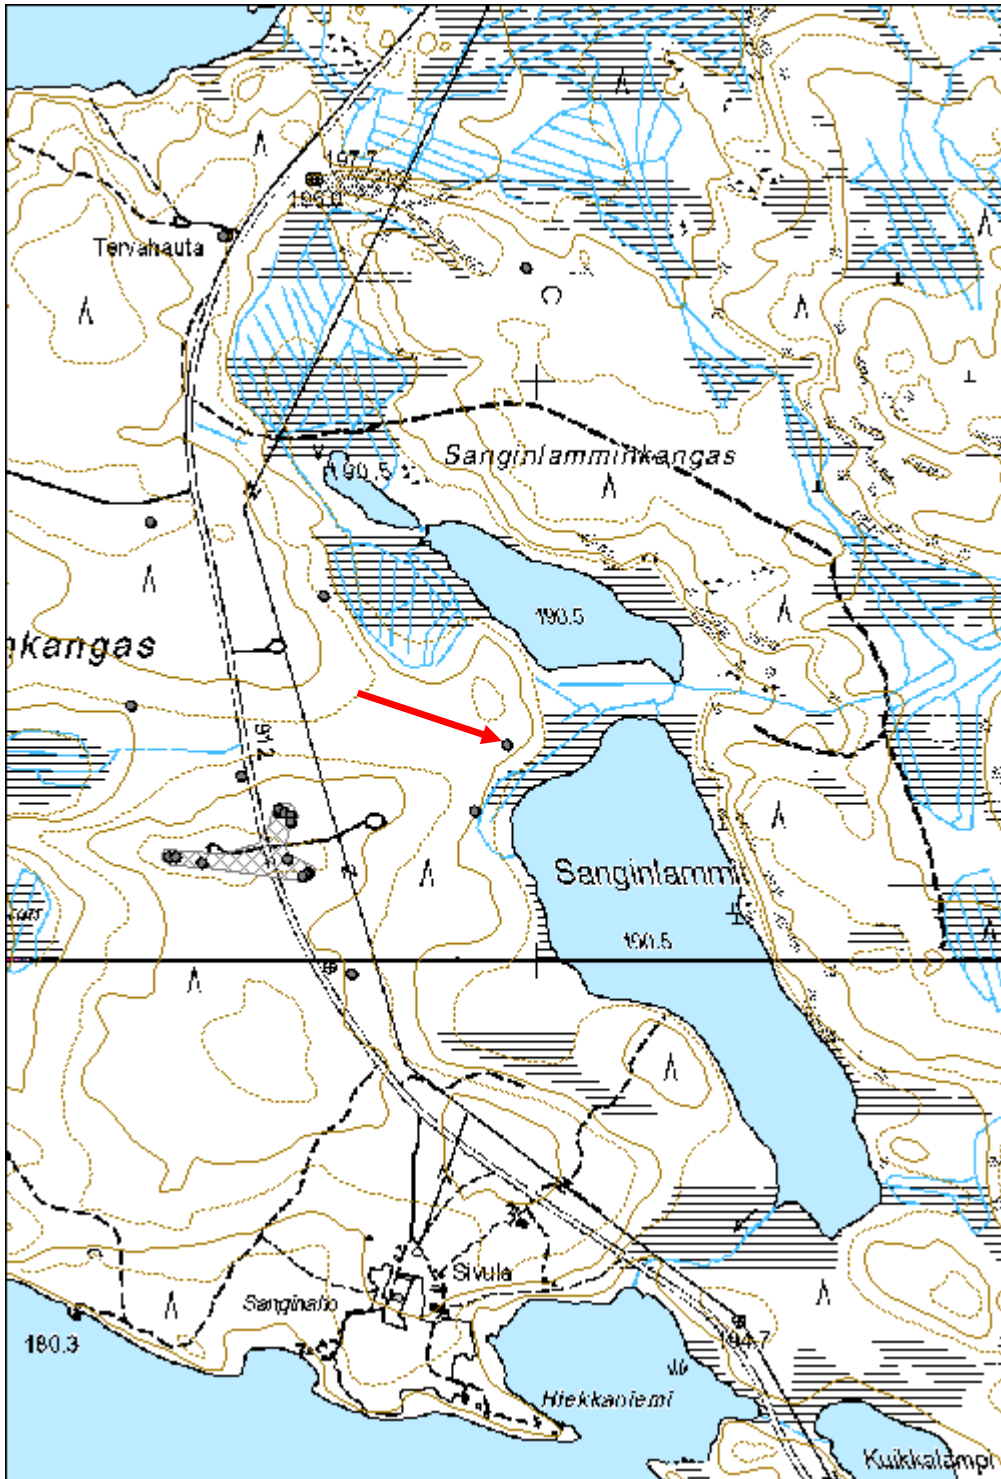 197.7
196.0
Tervahauta
Sanginlamminkangas
190.5
190.5
nkangas
912
Sanginlammi
190.5
Sivula
Sanginaho
180.3
194.7
Hiekkaniemi
Kuikkalampi